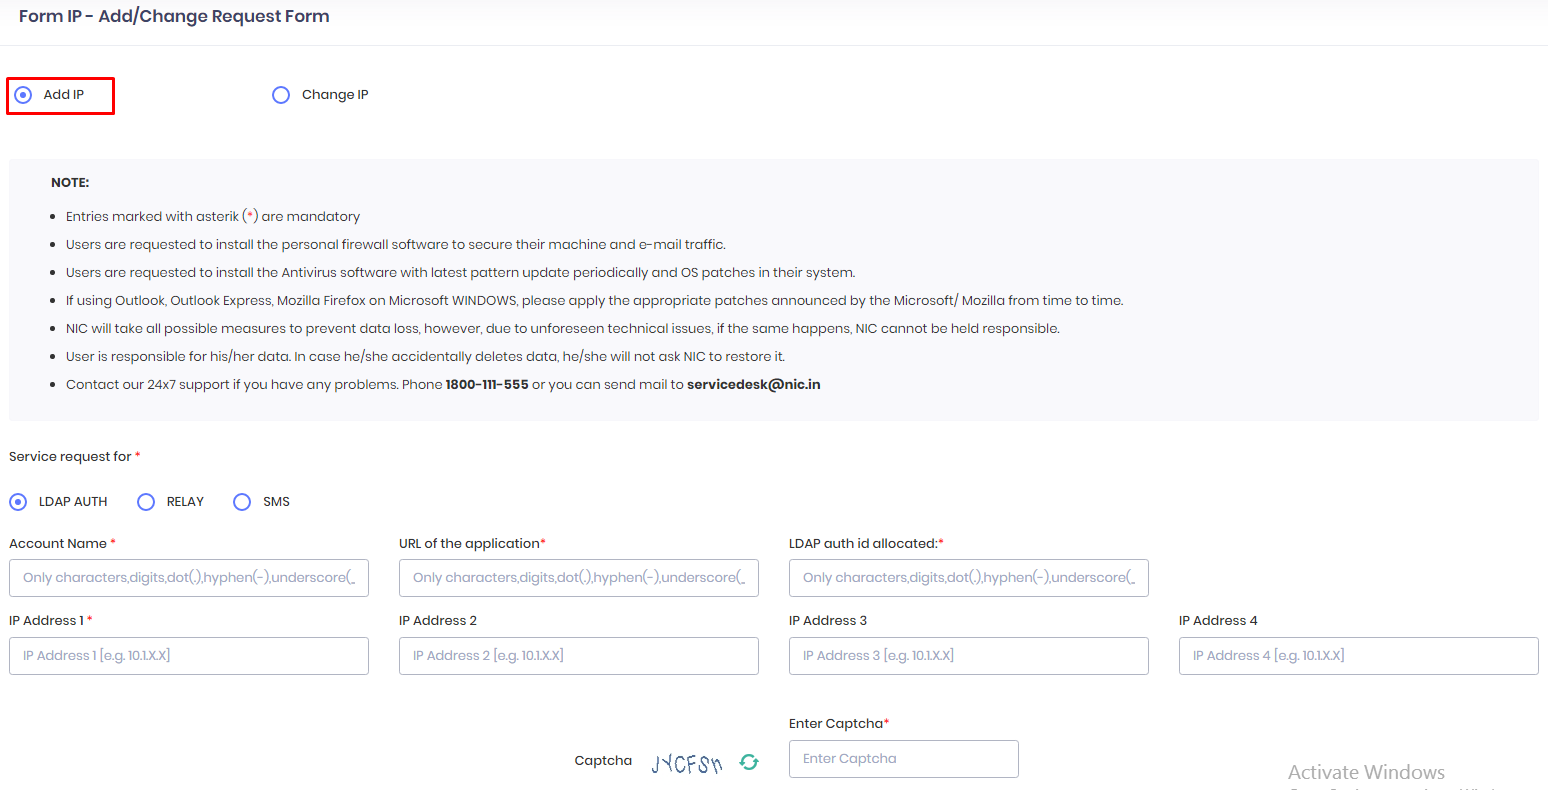 Form IP - Add/Change Request Form
Add IP
Change IP
NOTE:
Entries marked with asterik (*) are mandatory
Users are requested to install the personal firewall software to secure their machine and e-mail traffic.
Users are requested to install the Antivirus software with latest pattern update periodically and OS patches in their system.
If using Outlook, Outlook Express, Mozilla Firefox on Microsoft WINDOWS, please apply the appropriate patches announced by the Microsoft/ Mozilla from time to time.
NIC will take all possible measures to prevent data loss, however, due to unforeseen technical issues, if the same happens, NIC cannot be held responsible.
User is responsible for his/her data. In case he/she accidentally deletes data, he/she will not ask NIC to restore it.
Contact our 24x7 support if you have any problems. Phone 1800-111-555 or you can send mail to servicedesk@nic.in
Service request for *
LDAP AUTH
RELAY
SMS
Account Name *
URL of the application*
LDAP auth id allocated:*
Only characters,digits,dot(.),hyphen(-),underscore(_
Only characters,digits,dot(.),hyphen(-),underscore(_
Only characters,digits,dot(.),hyphen(-),underscore(_
IP Address 1 *
IP Address 2
IP Address 3
IP Address 4
IP Address 1 [e.g. 10.1.X.X]
IP Address 2 [e.g. 10.1.X.X]
IP Address 3 [e.g. 10.1.X.X]
IP Address 4 [e.g. 10.1.X.X]
Enter Captcha*
Captcha
JYCFSn
Enter Captcha
Activate Windows